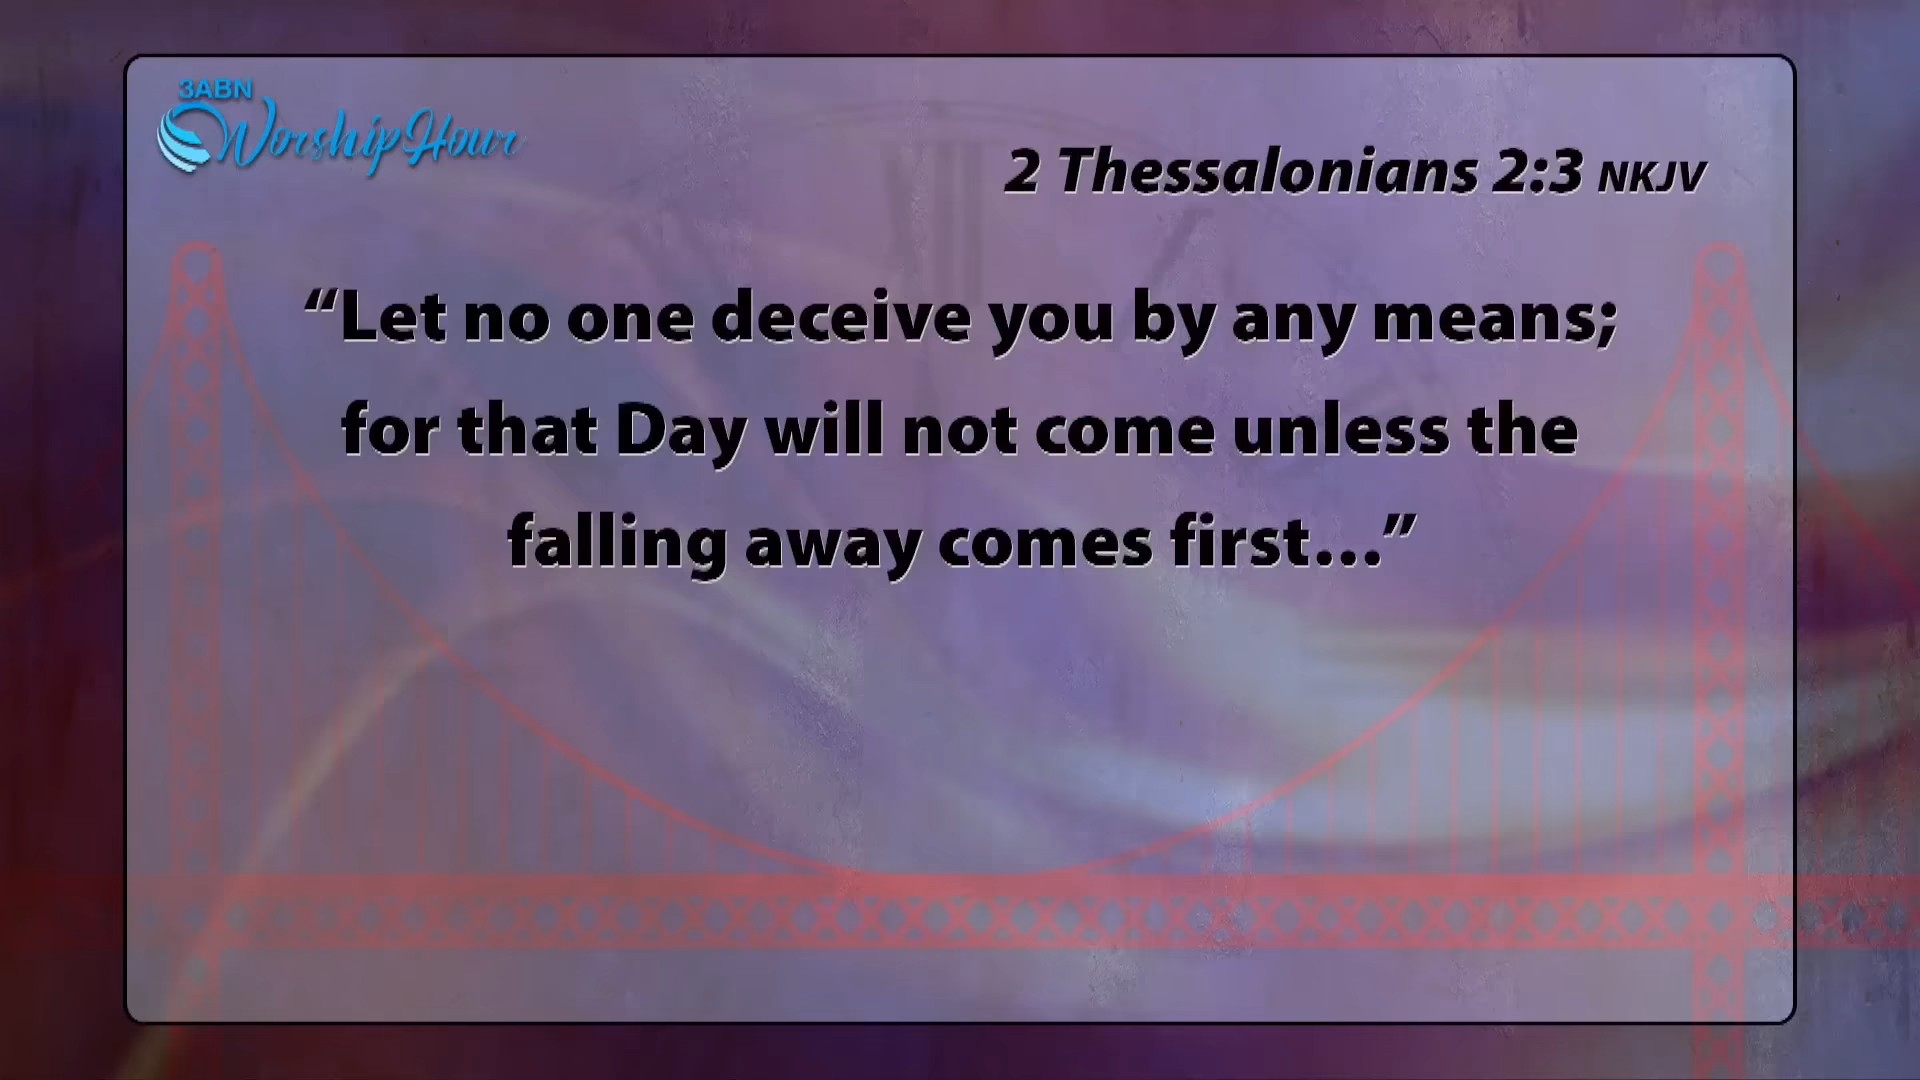 3ABN
Worship Hour
2 Thessalonians 2:3 NKJV
“Let no one deceive you by any means;
for that Day will not come unless the
falling away comes first...”